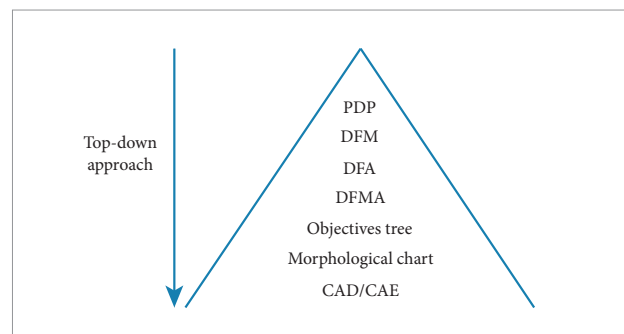 PDP
DFM
Top-down
approach
DFA
DFMA
Objectives tree
Morphological chart
CAD/CAE